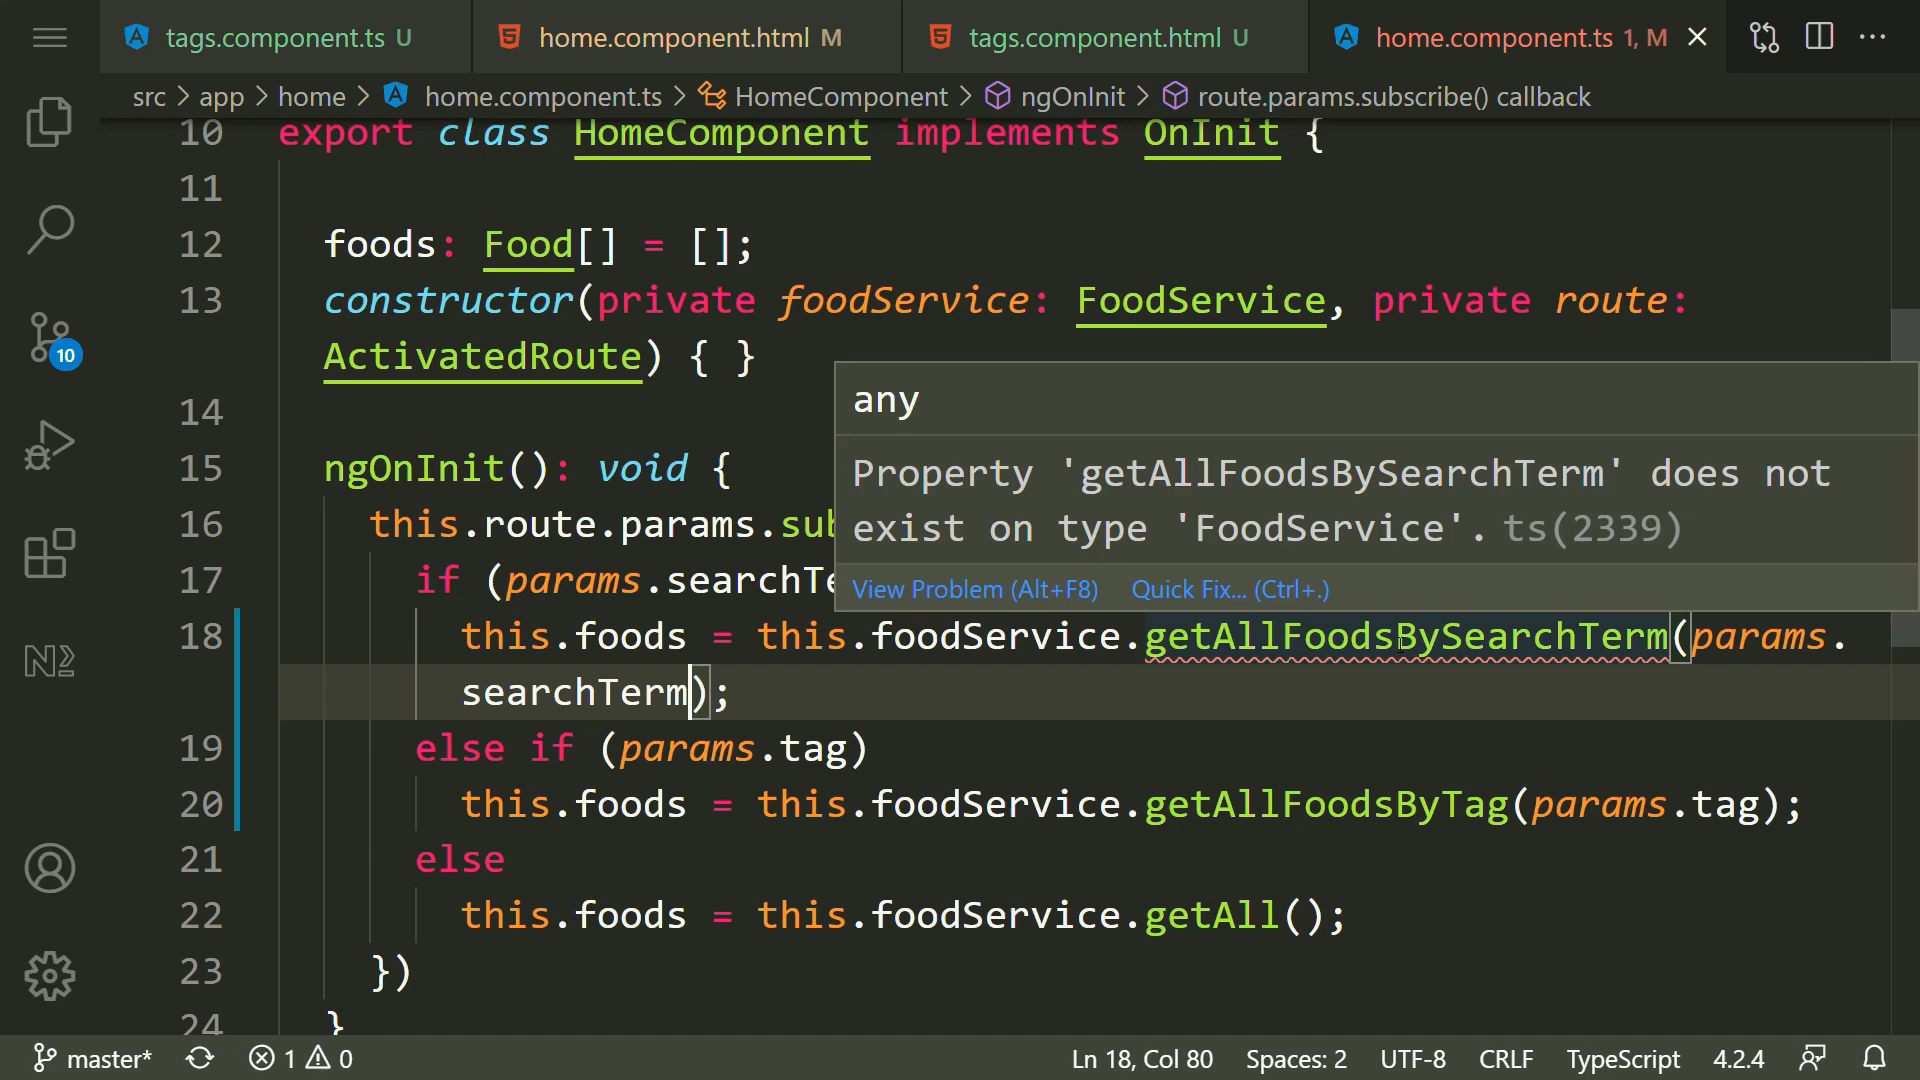 tags.component.ts U
home.component.html M
tags.component.html U
home.component.ts 1, M
src > app > home > home.component.ts > HomeComponent > ngOnInit > route.params.subscribe() callback
10 export class HomeComponent implements OnInit {
11
12 foods: Food[] = [];
13 constructor(private foodService: FoodService, private route:
ActivatedRoute) { }
14
any
Property 'getAllFoodsBySearchTerm' does not
exist on type 'FoodService'. ts(2339)
View Problem (Alt+F8) Quick Fix... (Ctrl+.)
15 ngOnInit(): void {
16 this.route.params.sub
17 if (params.searchTe
18 this.foods = this.foodService.getAllFoodsBySearchTerm(params.
searchTerm);
19 else if (params.tag)
20 this.foods = this.foodService.getAllFoodsByTag(params.tag);
21 else
22 this.foods = this.foodService.getAll();
23 })
24 }
10
master* 1 0 Ln 18, Col 80 Spaces: 2 UTF-8 CRLF TypeScript 4.2.4